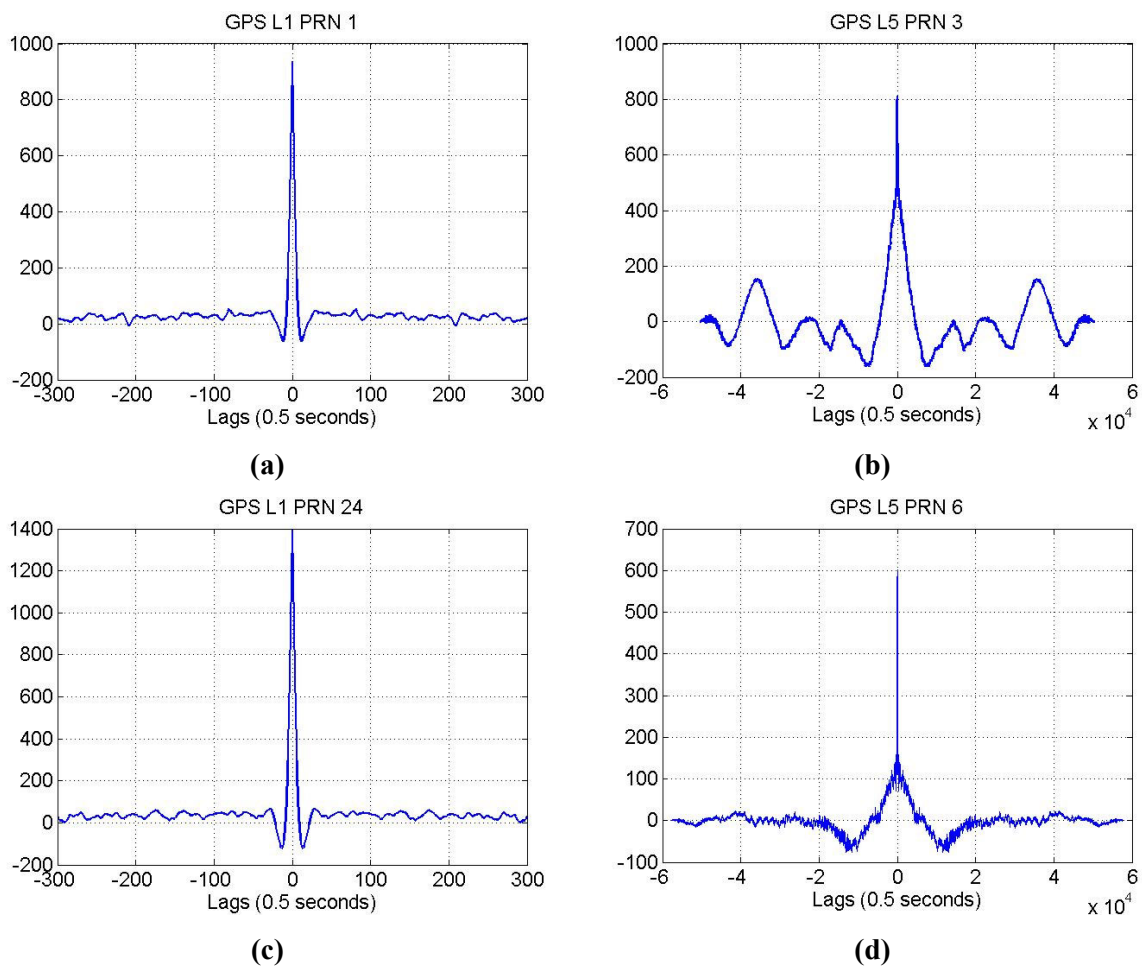 GPS L1 PRN 1
1000
800
600
400
200
0
-200
-300 -200 -100 0 100 200 300
Lags (0.5 seconds)
(a)
GPS L5 PRN 3
1000
800
600
400
200
0
-200
-6 -4 -2 0 2 4 6
Lags (0.5 seconds)
x 10^4
(b)
GPS L1 PRN 24
1400
1200
1000
800
600
400
200
0
-200
-300 -200 -100 0 100 200 300
Lags (0.5 seconds)
(c)
GPS L5 PRN 6
700
600
500
400
300
200
100
0
-100
-6 -4 -2 0 2 4 6
Lags (0.5 seconds)
x 10^4
(d)